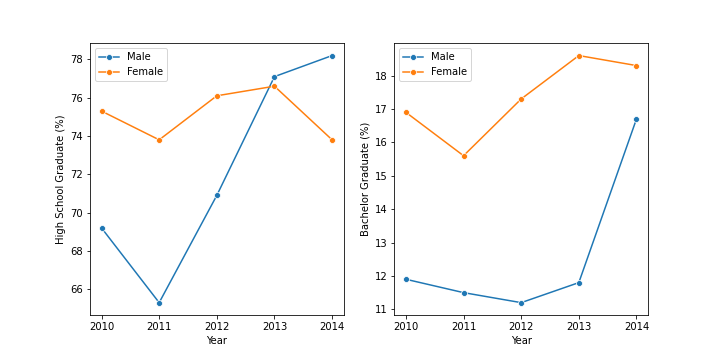 Male
Female
High School Graduate (%)
78
76
74
72
70
68
66
2010 2011 2012 2013 2014
Year
Male
Female
Bachelor Graduate (%)
18
17
16
15
14
13
12
11
2010 2011 2012 2013 2014
Year